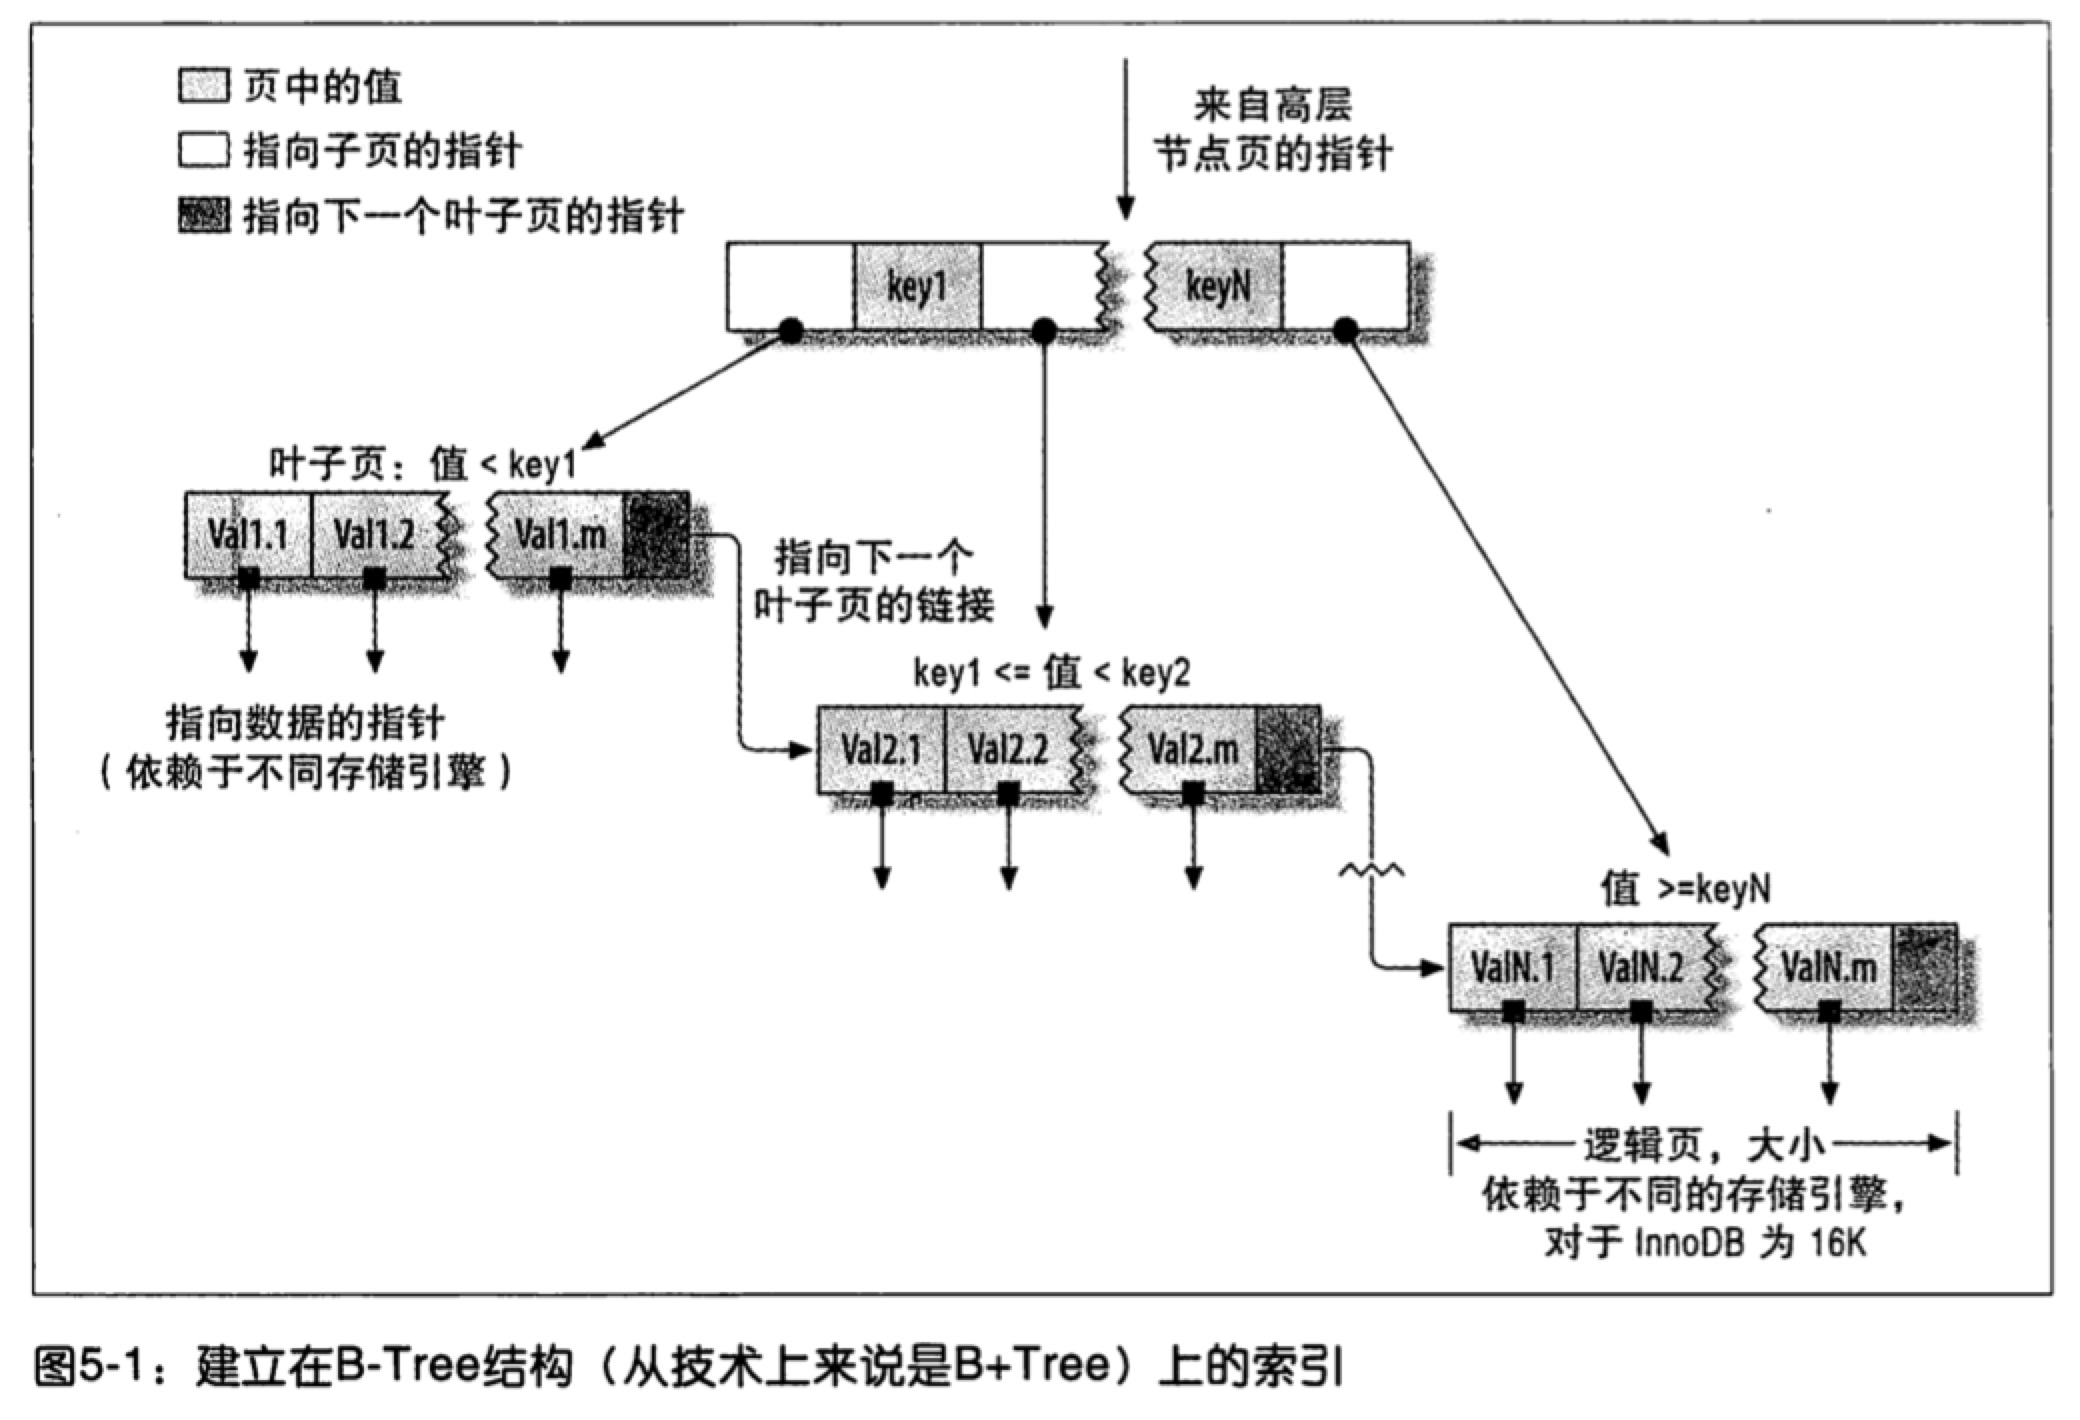 页中的值
指向子页的指针
指向下一个叶子页的指针
来自高层
节点页的指针
key1
keyN
叶子页：值 < key1
Val1.1
Val1.2
Val1.m
指向下一个
叶子页的链接
指向数据的指针
（依赖于不同存储引擎）
key1 <= 值 < key2
Val2.1
Val2.2
Val2.m
值 >=keyN
ValN.1
ValN.2
ValN.m
逻辑页，大小
依赖于不同的存储引擎，
对于 InnoDB 为 16K
图5-1：建立在B-Tree结构（从技术上来说是B+Tree）上的索引